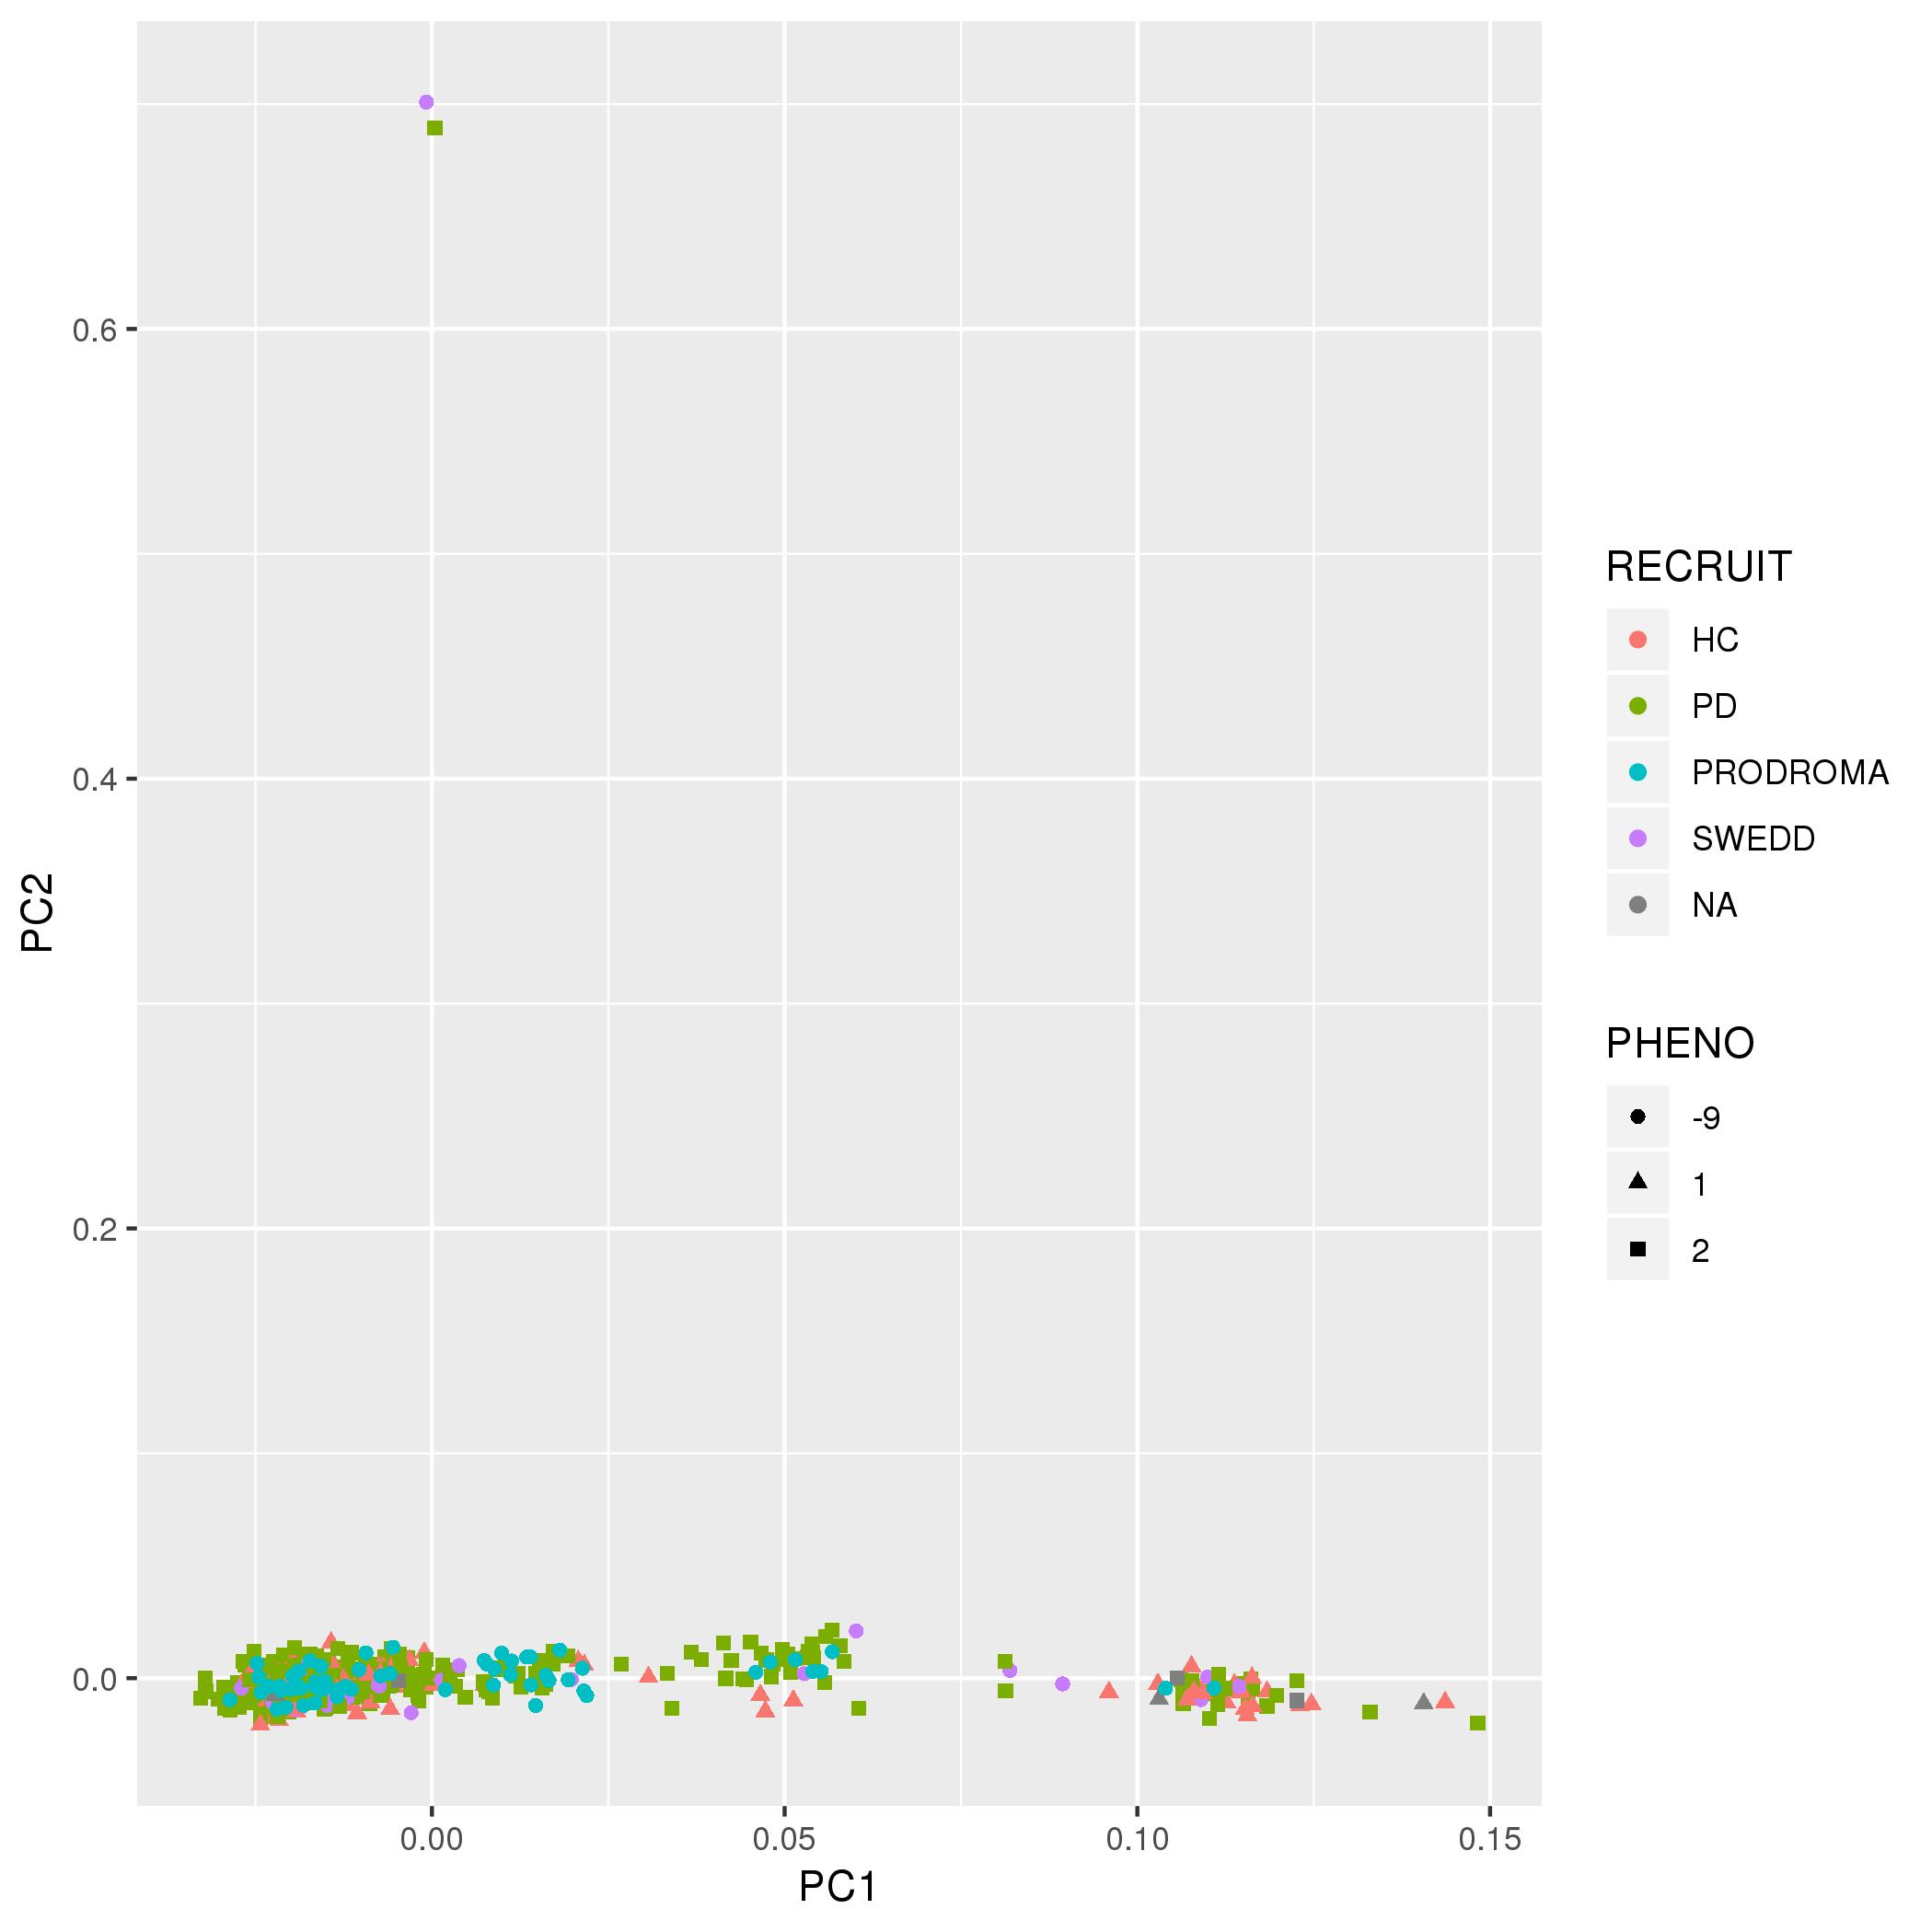 PC2
0.6
0.4
0.2
0.0
0.00 0.05 0.10 0.15
PC1
RECRUIT
HC
PD
PRODROMA
SWEDD
NA
PHENO
-9
1
2